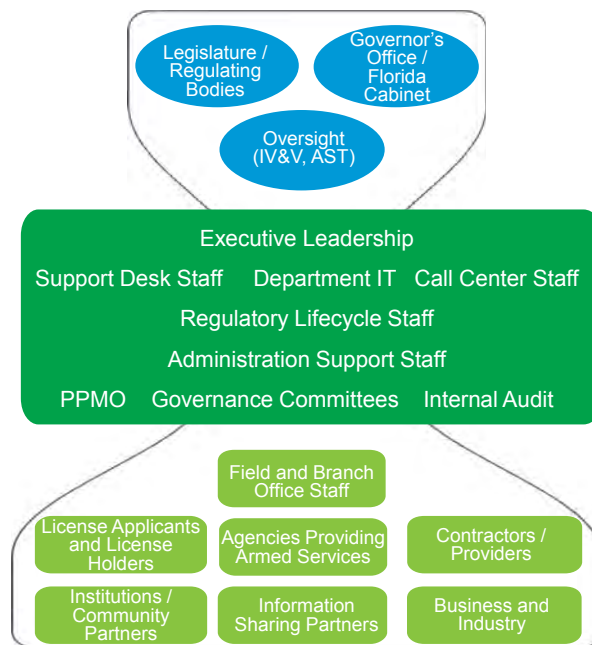 Legislature /
Regulating
Bodies
Governor's
Office /
Florida
Cabinet
Oversight
(IV&V, AST)
Executive Leadership
Support Desk Staff Department IT Call Center Staff
Regulatory Lifecycle Staff
Administration Support Staff
PPMO Governance Committees Internal Audit
Field and Branch
Office Staff
License Applicants
and License
Holders
Agencies Providing
Armed Services
Contractors /
Providers
Institutions /
Community
Partners
Information
Sharing Partners
Business and
Industry